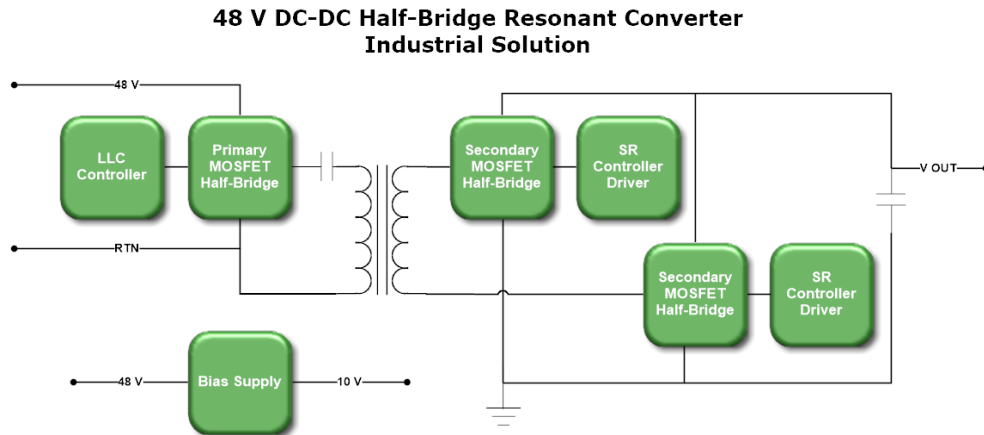 48 V DC-DC Half-Bridge Resonant Converter
Industrial Solution
48 V
LLC
Controller
Primary
MOSFET
Half-Bridge
Secondary
MOSFET
Half-Bridge
SR
Controller
Driver
V OUT
RTN
Secondary
MOSFET
Half-Bridge
SR
Controller
Driver
48 V
Bias Supply
10 V